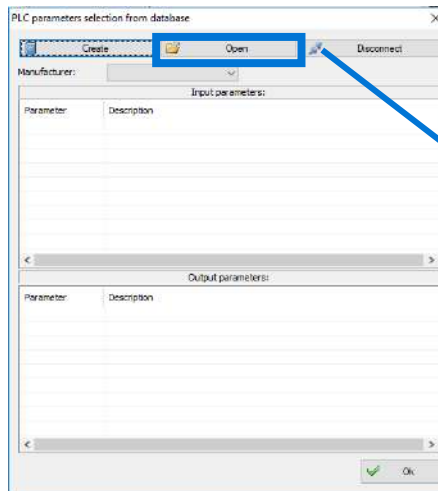 PLC parameters selection from database
Create Open Disconnect
Manufacturer:
Input parameters:
Parameter Description
Output parameters:
Parameter Description
Ok